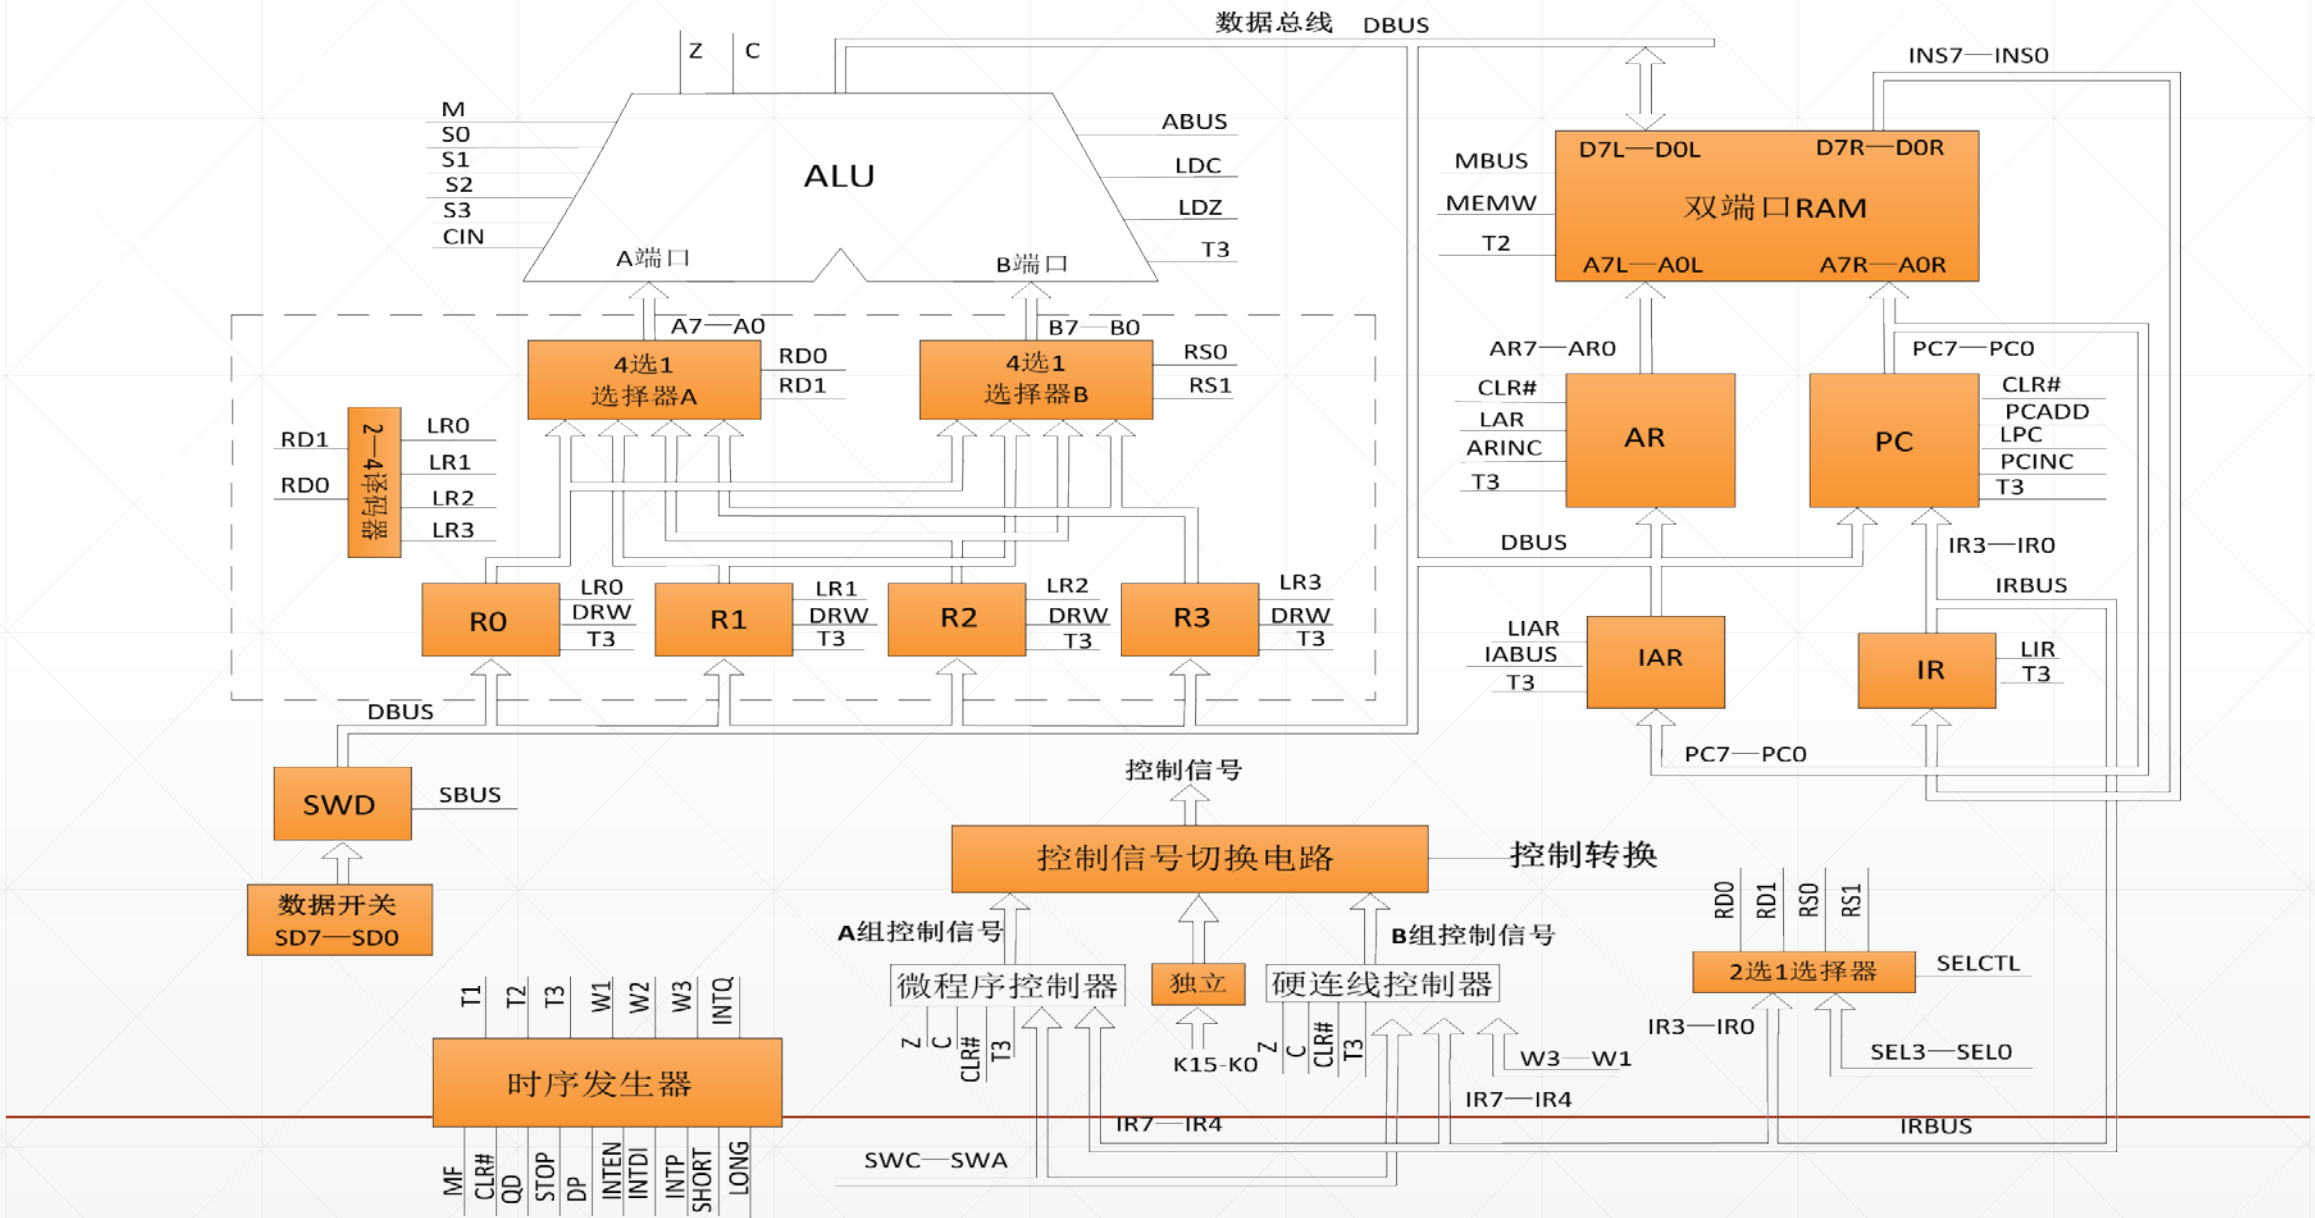 数据总线 DBUS
Z
C
INS7—INS0
M
S0
S1
S2
S3
CIN
ALU
ABUS
LDC
LDZ
T3
A端口
B端口
MBUS
MEMW
T2
D7L—D0L
D7R—D0R
双端口RAM
A7L—A0L
A7R—A0R
A7—A0
B7—B0
4选1
选择器A
RD0
RD1
4选1
选择器B
RS0
RS1
AR7—AR0
PC7—PC0
CLR#
LAR
ARINC
T3
AR
PC
CLR#
PCADD
LPC
PCINC
T3
RD1
RD0
2—4译码器
LR0
LR1
LR2
LR3
DBUS
IR3—IR0
IRBUS
R0
LR0
DRW
T3
R1
LR1
DRW
T3
R2
LR2
DRW
T3
R3
LR3
DRW
T3
LIAR
IABUS
T3
IAR
IR
LIR
T3
DBUS
PC7—PC0
SWD
SBUS
控制信号
控制信号切换电路
控制转换
数据开关
SD7—SD0
A组控制信号
B组控制信号
RD0
RD1
RS0
RS1
微程序控制器
独立
硬连线控制器
2选1选择器
SELCTL
T1
T2
T3
W1
W2
W3
INTQ
Z
C
CLR#
T3
K15-K0
Z
C
CLR#
T3
W3—W1
IR3—IR0
SEL3—SEL0
时序发生器
IR7—IR4
IR7—IR4
IRBUS
SWC—SWA
MF
CLR#
QD
STOP
DP
INTEN
INTDI
INTP
SHORT
LONG